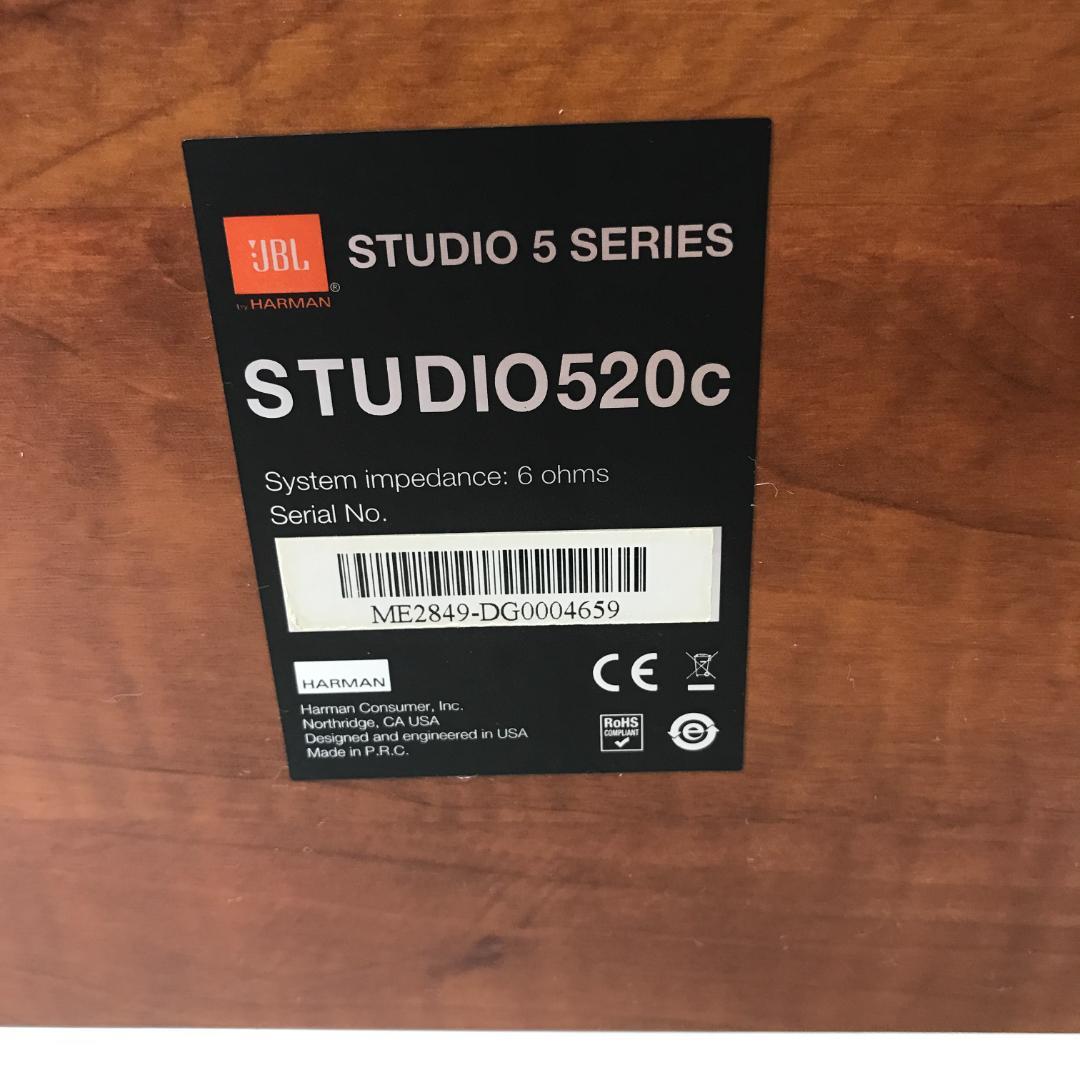 JBL
STUDIO 5 SERIES
®
by HARMAN
STUDIO520c
System impedance: 6 ohms
Serial No.
ME2849-DG0004659
HARMAN
CE
Harman Consumer, Inc.
Northridge, CA USA
Designed and engineered in USA
Made in P.R.C.
RoHS
COMPLIANT
e